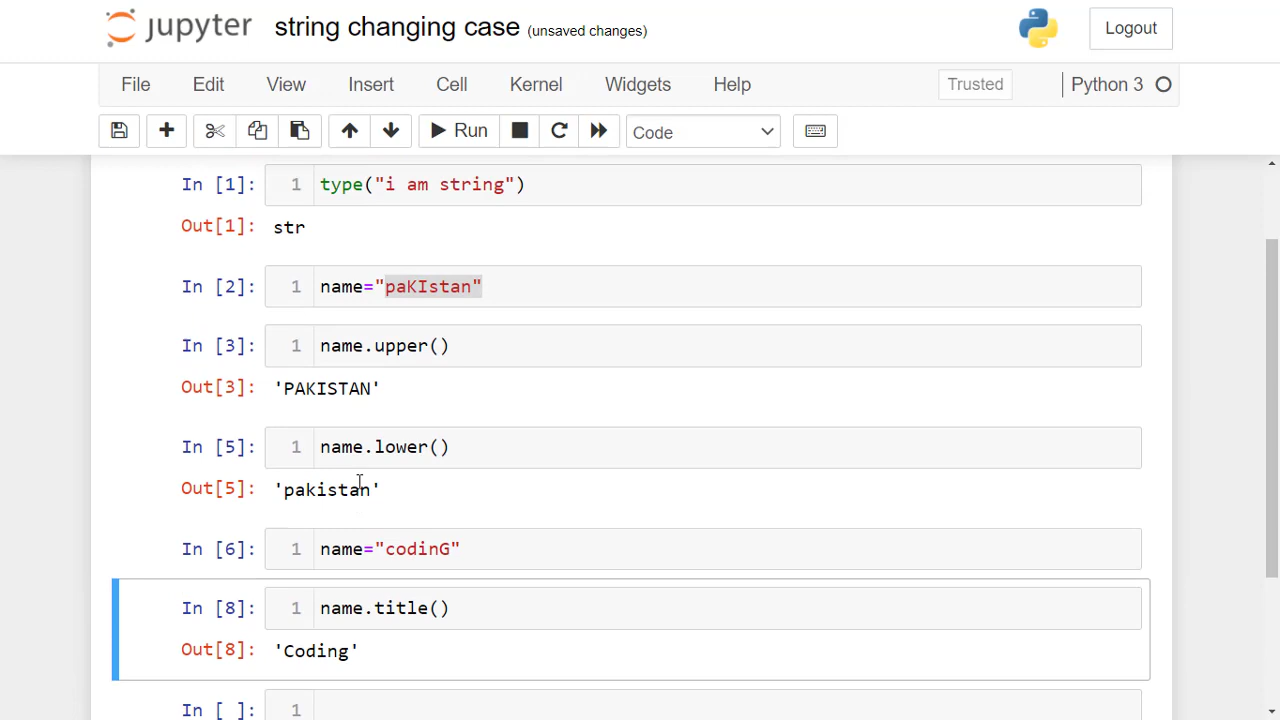 jupyter string changing case (unsaved changes) Logout
File Edit View Insert Cell Kernel Widgets Help Trusted Python 3
Run Code
In [1]: 1 type("i am string")
Out[1]: str
In [2]: 1 name="paKIstan"
In [3]: 1 name.upper()
Out[3]: 'PAKISTAN'
In [5]: 1 name.lower()
Out[5]: 'pakistan'
In [6]: 1 name="codinG"
In [8]: 1 name.title()
Out[8]: 'Coding'
In [ ]: 1